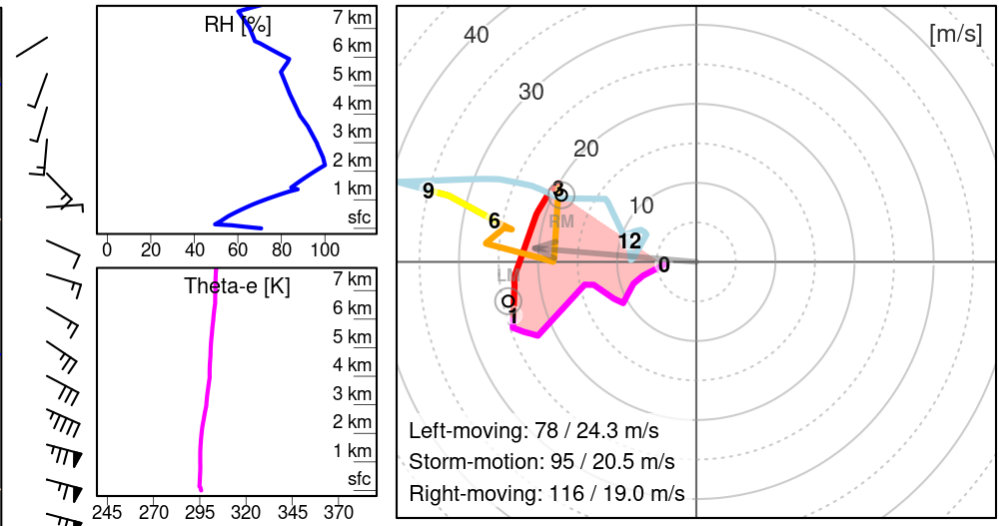 RH [%]
7 km
6 km
5 km
4 km
3 km
2 km
1 km
sfc
0 20 40 60 80 100
Theta-e [K]
7 km
6 km
5 km
4 km
3 km
2 km
1 km
sfc
245 270 295 320 345 370
[m/s]
40
30
20
10
3
RM
9
6
12
0
LM
1
Left-moving: 78 / 24.3 m/s
Storm-motion: 95 / 20.5 m/s
Right-moving: 116 / 19.0 m/s